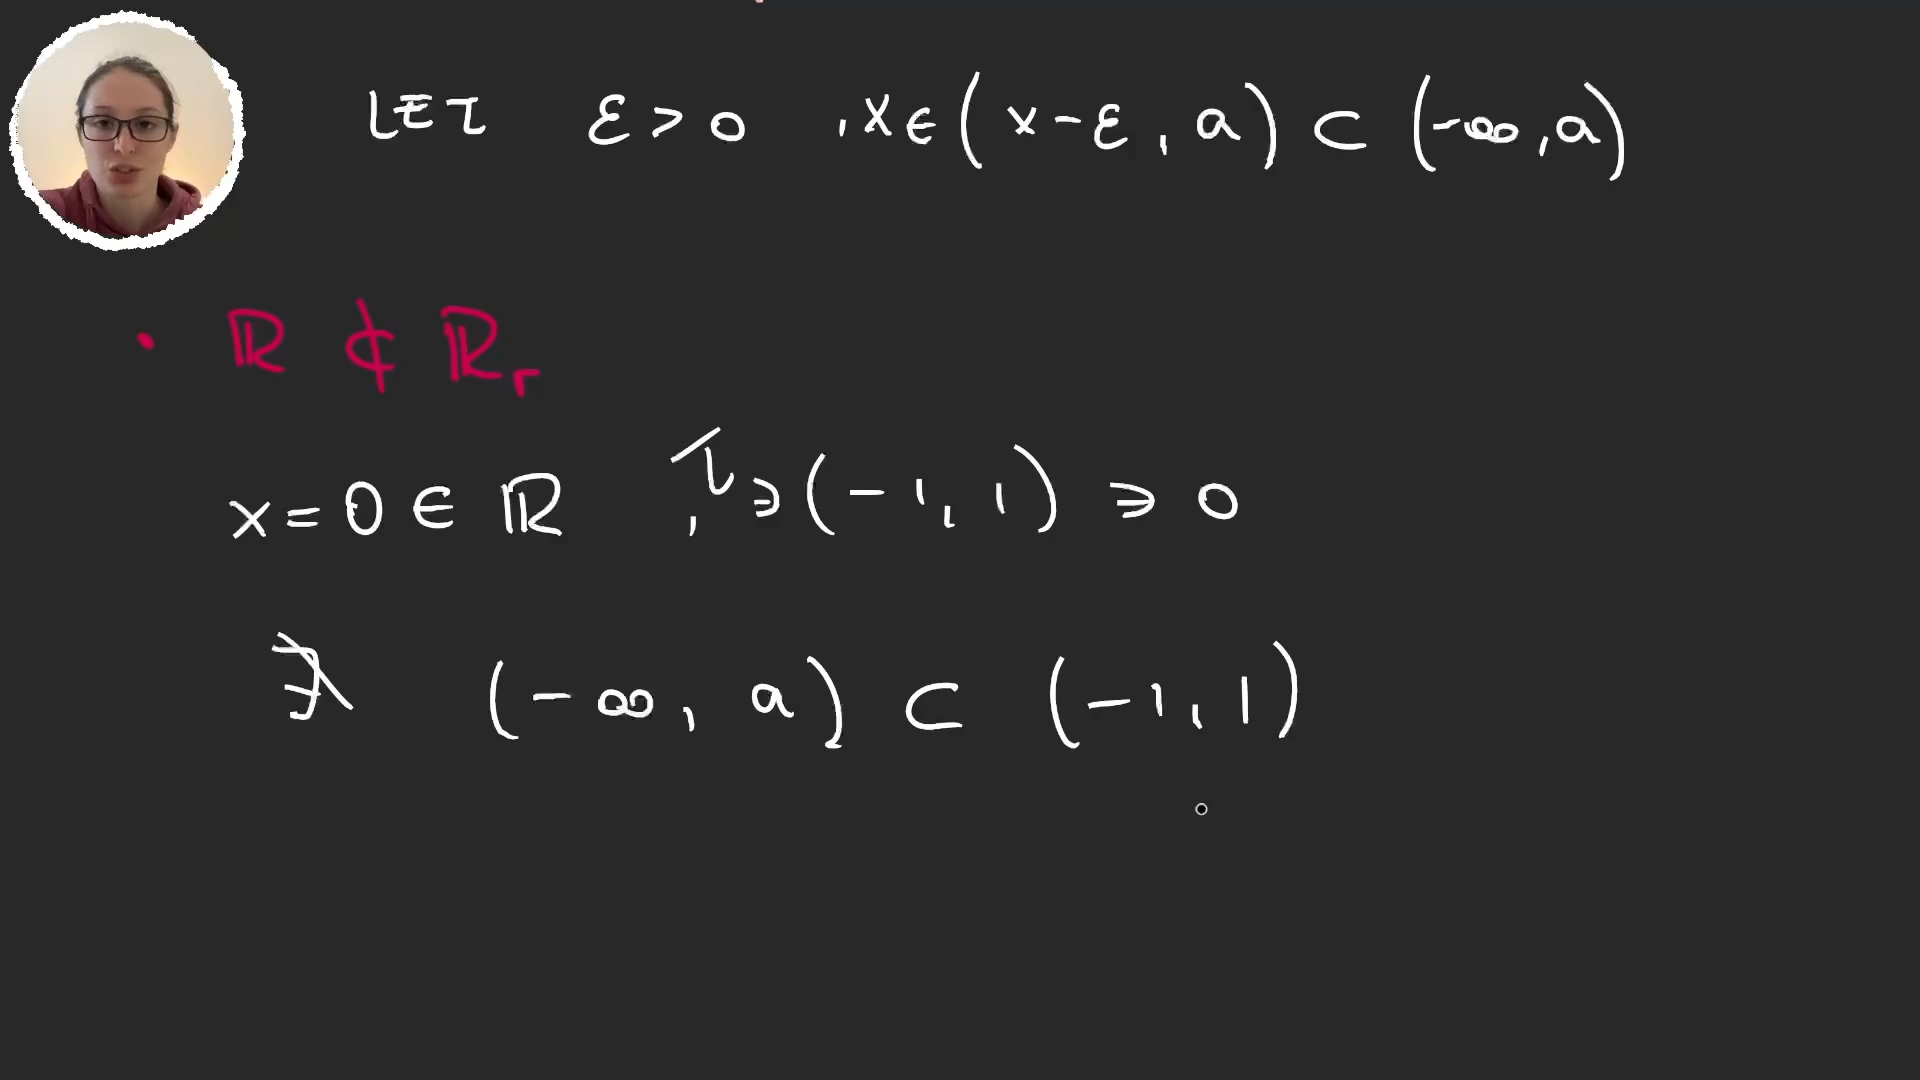 LET ε > 0 , x ∈ ( x - ε , a ) ⊂ ( -∞ , a )
• ℝ ⊄ ℝr
x = 0 ∈ ℝ , τ ∋ ( - 1 , 1 ) ∋ 0
∄ ( - ∞ , a ) ⊂ ( - 1 , 1 )